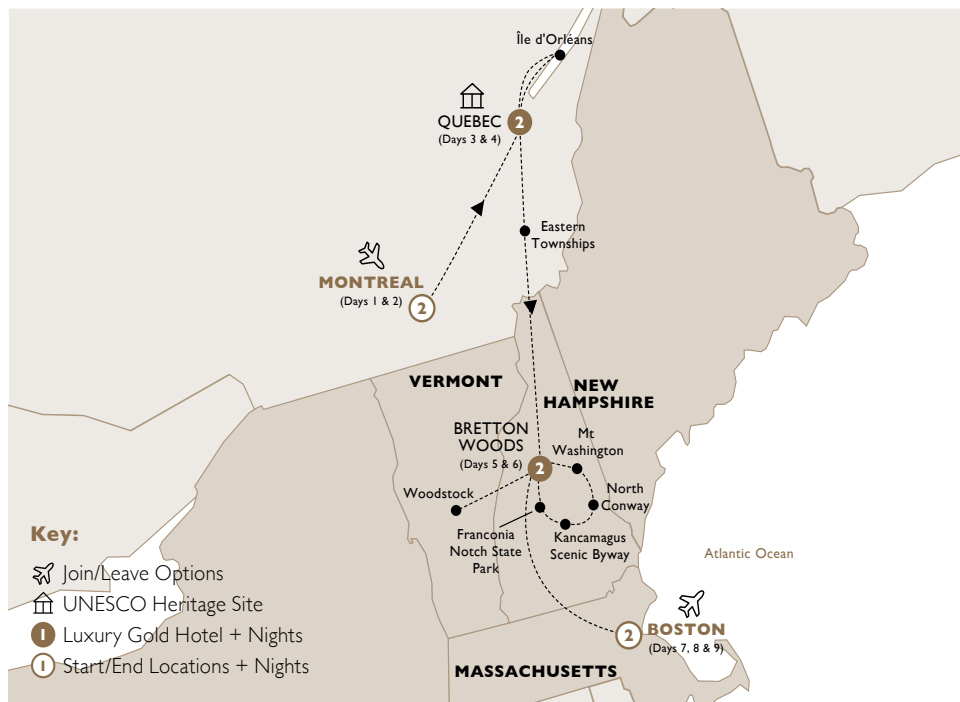 Île d'Orléans
QUEBEC
(Days 3 & 4)
2
Eastern
Townships
MONTREAL
(Days 1 & 2)
2
VERMONT
NEW
HAMPSHIRE
BRETTON
WOODS
(Days 5 & 6)
2
Mt
Washington
Woodstock
North
Conway
Franconia
Notch State
Park
Kancamagus
Scenic Byway
Atlantic Ocean
2
BOSTON
(Days 7, 8 & 9)
MASSACHUSETTS
Key:
Join/Leave Options
UNESCO Heritage Site
1 Luxury Gold Hotel + Nights
1 Start/End Locations + Nights